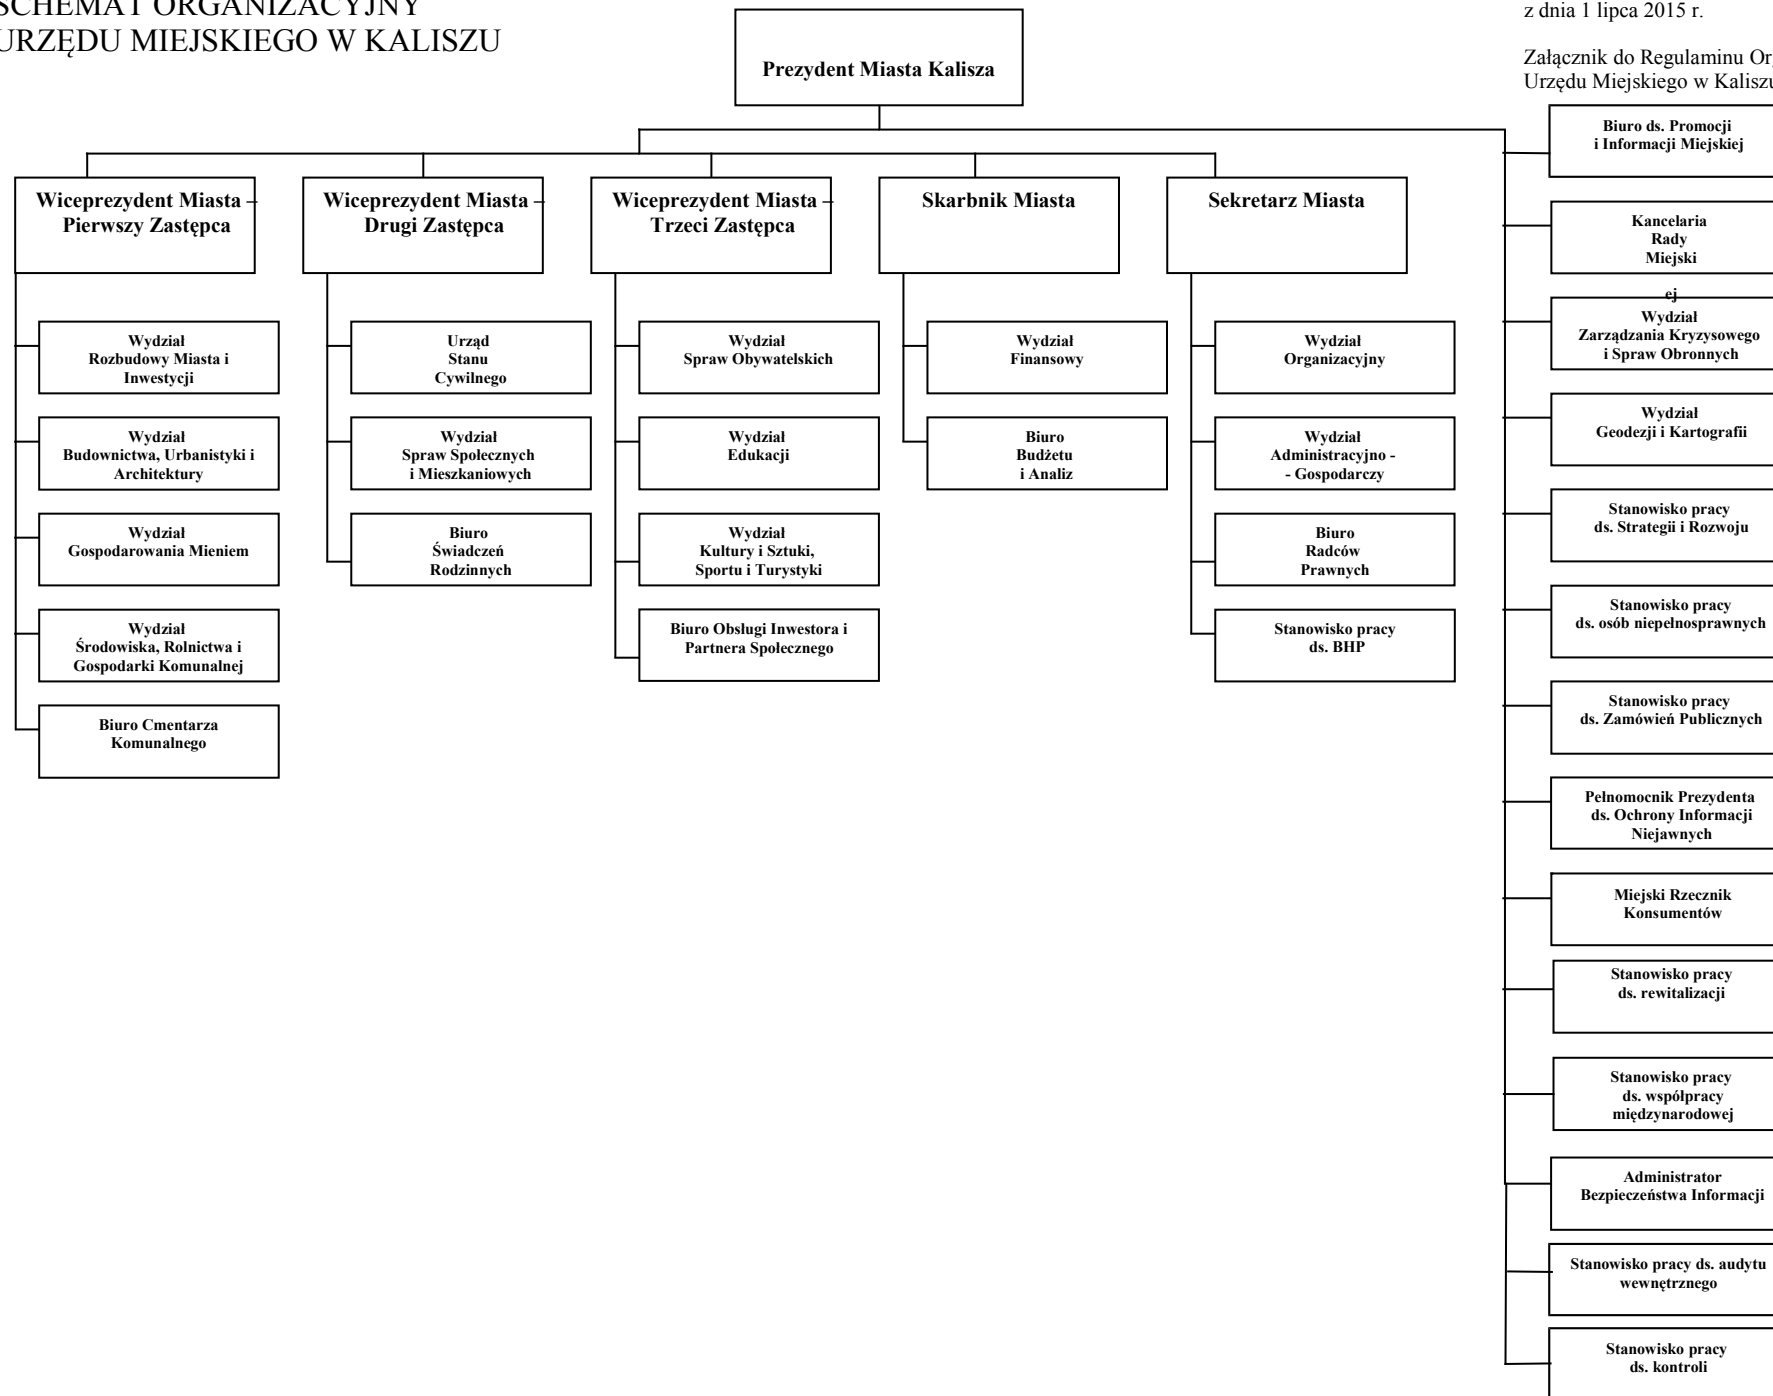 SCHEMAT ORGANIZACYJNY
URZĘDU MIEJSKIEGO W KALISZU
z dnia 1 lipca 2015 r.
Załącznik do Regulaminu
Urzędu Miejskiego w Kaliszu
Prezydent Miasta Kalisza
Wiceprezydent Miasta –
Pierwszy Zastępca
Wydział
Rozbudowy Miasta i
Inwestycji
Wydział
Budownictwa, Urbanistyki i
Architektury
Wydział
Gospodarowania Mieniem
Wydział
Środowiska, Rolnictwa i
Gospodarki Komunalnej
Biuro Cmentarza
Komunalnego
Wiceprezydent Miasta –
Drugi Zastępca
Urząd
Stanu
Cywilnego
Wydział
Spraw Społecznych
i Mieszkaniowych
Biuro
Świadczeń
Rodzinnych
Wiceprezydent Miasta –
Trzeci Zastępca
Wydział
Spraw Obywatelskich
Wydział
Edukacji
Wydział
Kultury i Sztuki,
Sportu i Turystyki
Biuro Obsługi Inwestora i
Partnera Społecznego
Skarbnik Miasta
Wydział
Finansowy
Biuro
Budżetu
i Analiz
Sekretarz Miasta
Wydział
Organizacyjny
Wydział
Administracyjno -
- Gospodarczy
Biuro
Radców
Prawnych
Stanowisko pracy
ds. BHP
Biuro ds. Promocji
i Informacji Miejskiej
Kancelaria
Rady
Miejski
ej
Wydział
Zarządzania Kryzysowego
i Spraw Obronnych
Wydział
Geodezji i Kartografii
Stanowisko pracy
ds. Strategii i Rozwoju
Stanowisko pracy
ds. osób niepełnosprawnych
Stanowisko pracy
ds. Zamówień Publicznych
Pełnomocnik Prezydenta
ds. Ochrony Informacji
Niejawnych
Miejski Rzecznik
Konsumentów
Stanowisko pracy
ds. rewitalizacji
Stanowisko pracy
ds. współpracy
międzynarodowej
Administrator
Bezpieczeństwa Informacji
Stanowisko pracy ds. audytu
wewnętrznego
Stanowisko pracy
ds. kontroli